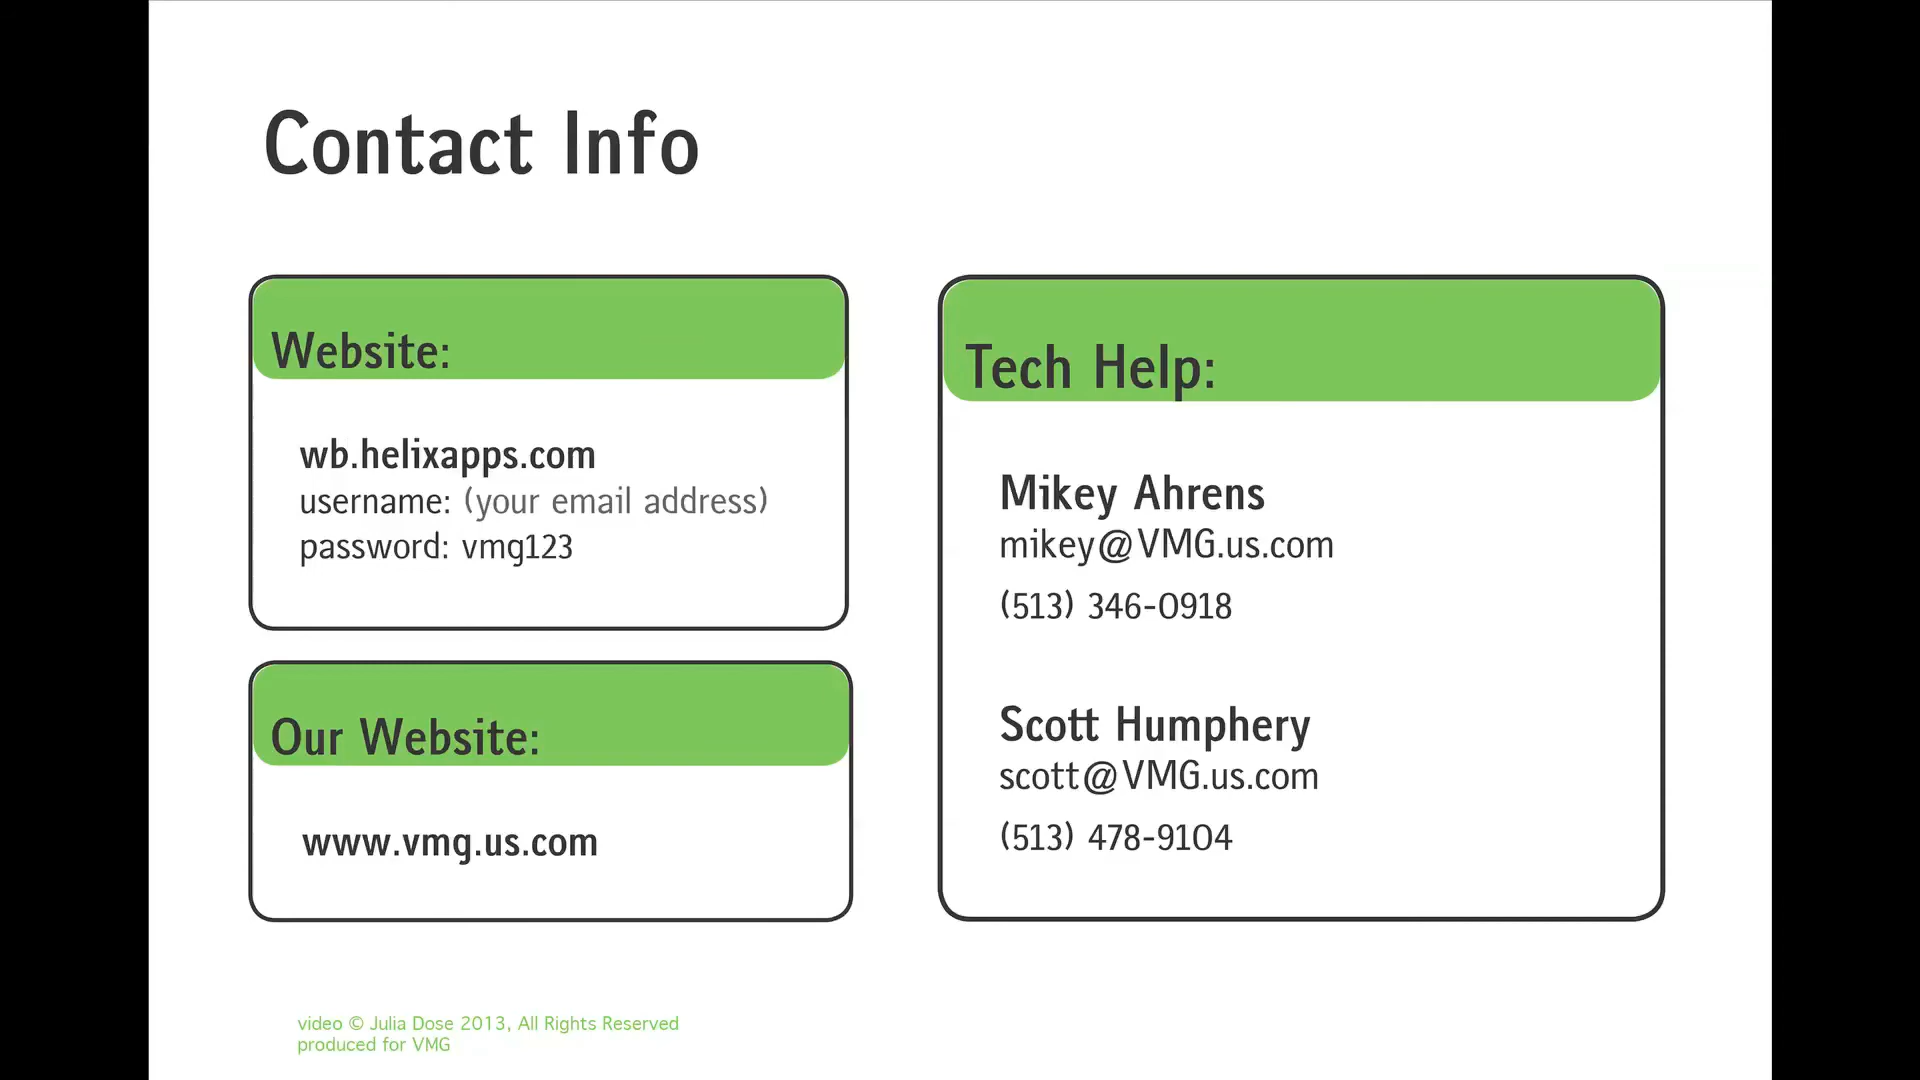 Contact Info
Website:
wb.helixapps.com
username: (your email address)
password: vmg123
Our Website:
www.vmg.us.com
Tech Help:
Mikey Ahrens
mikey@VMG.us.com
(513) 346-0918
Scott Humphery
scott@VMG.us.com
(513) 478-9104
video © Julia Dose 2013, All Rights Reserved
produced for VMG